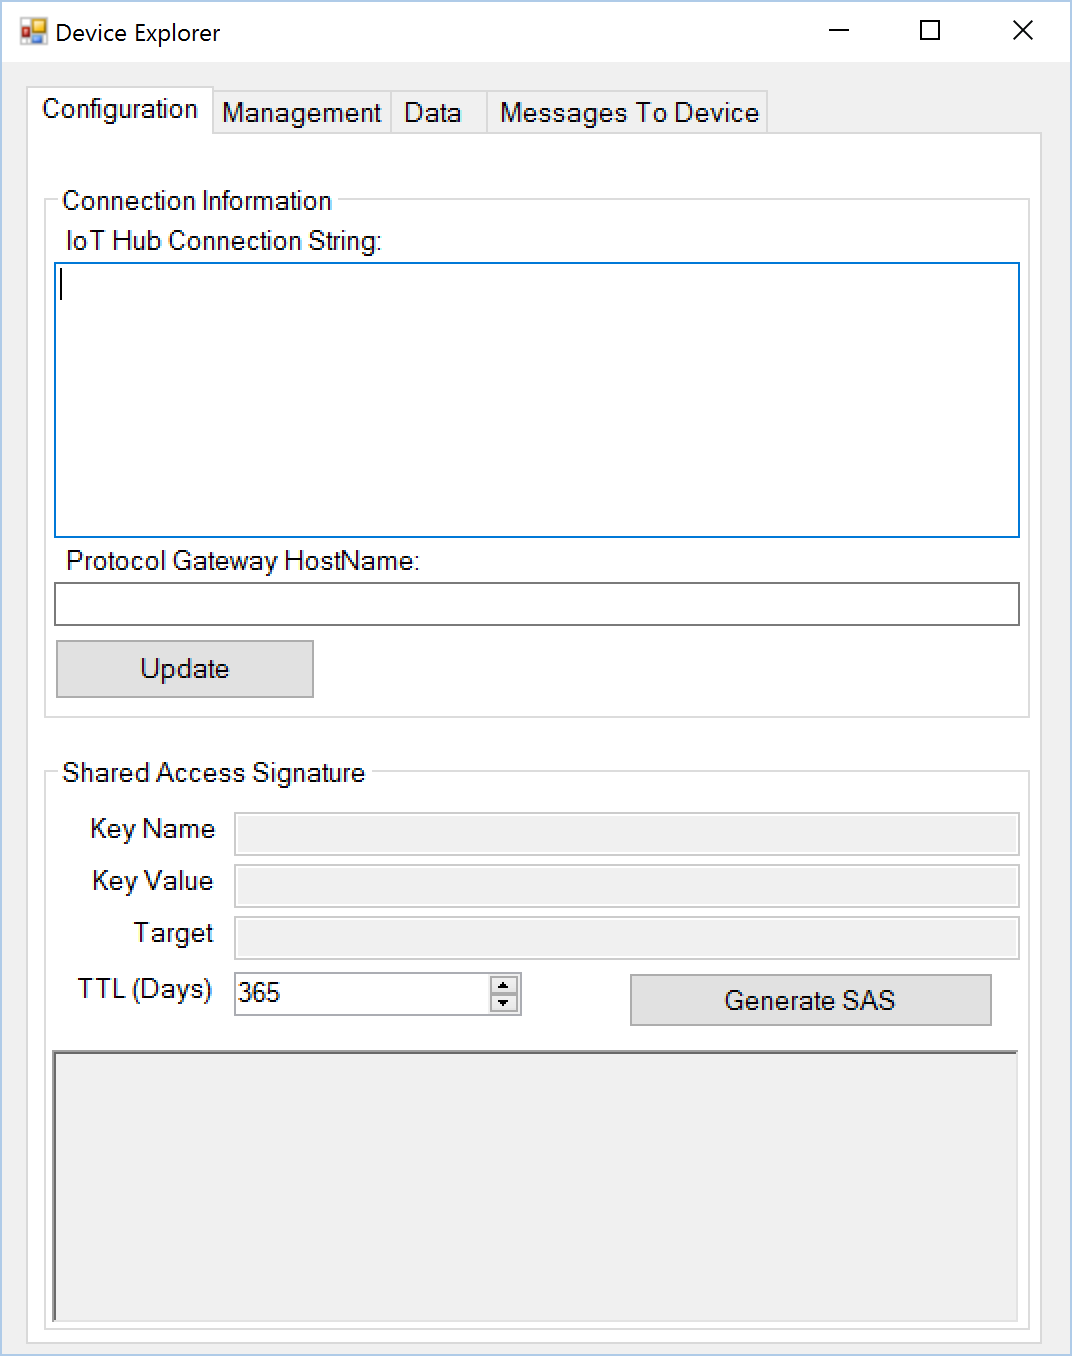 Device Explorer
Configuration Management Data Messages To Device
Connection Information
IoT Hub Connection String:
Protocol Gateway HostName:
Update
Shared Access Signature
Key Name
Key Value
Target
TTL (Days) 365 Generate SAS